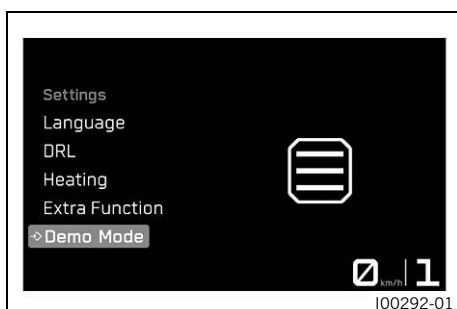 Settings
Language
DRL
Heating
Extra Function
Demo Mode
0 km/h 1
I00292-01